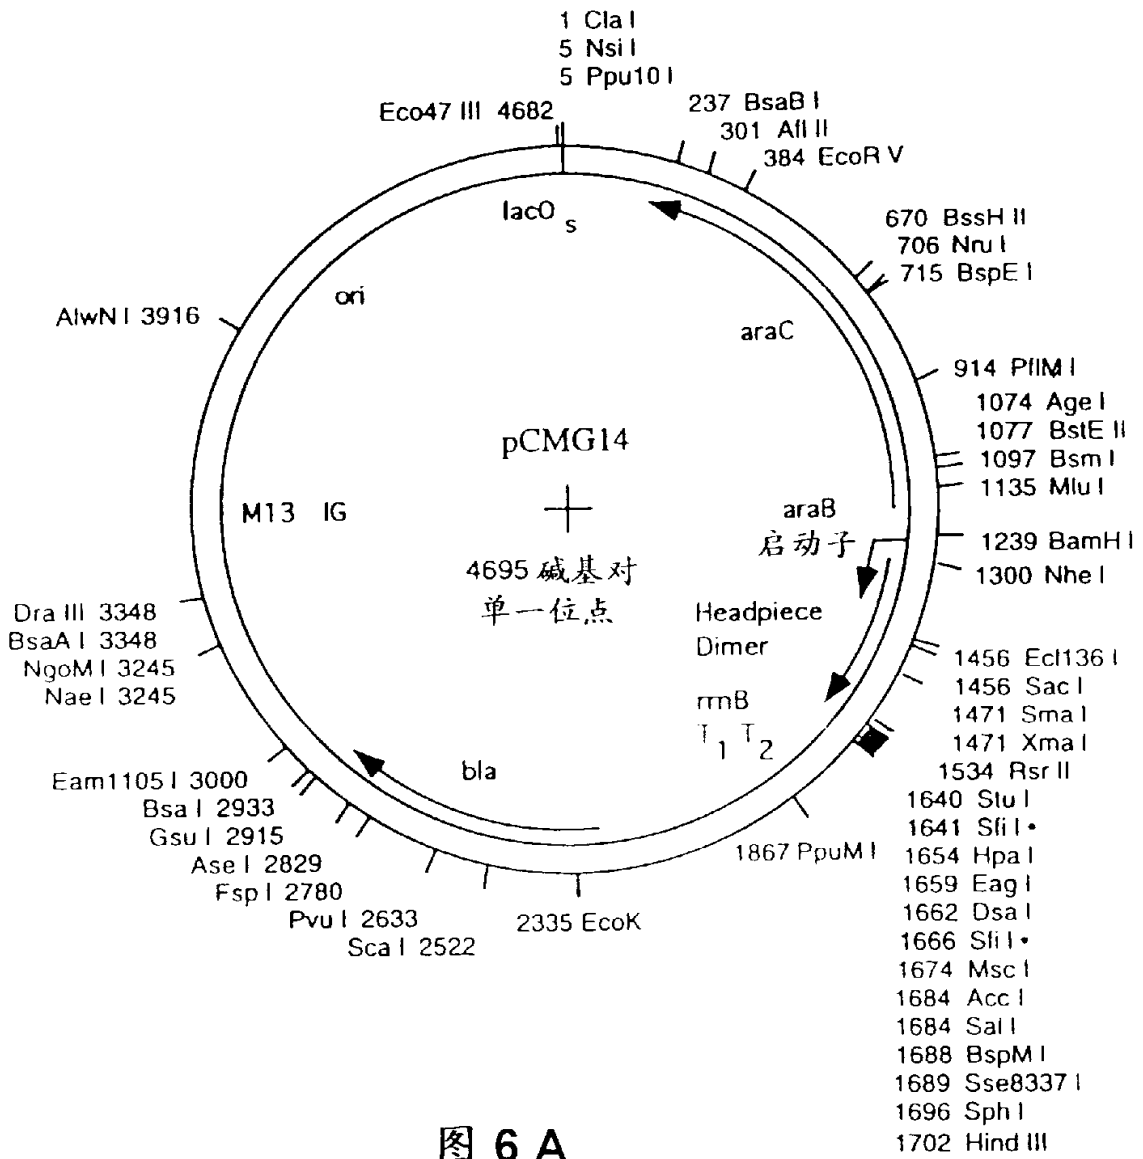 1 Cla I
5 Nsi I
5 Ppu10 I
Eco47 III 4682
237 BsaB I
301 Afl II
384 EcoR V
670 BssH II
706 Nru I
715 BspE I
914 PflM I
1074 Age I
1077 BstE II
1097 Bsm I
1135 Mlu I
1239 BamH I
1300 Nhe I
1456 Ecl136 I
1456 Sac I
1471 Sma I
1471 Xma I
1534 Rsr II
1640 Stu I
1641 Sfi I •
1654 Hpa I
1659 Eag I
1662 Dsa I
1666 Sfi I •
1674 Msc I
1684 Acc I
1684 Sal I
1688 BspM I
1689 Sse8337 I
1696 Sph I
1702 Hind III
1867 PpuM I
2335 EcoK
Sca I 2522
Pvu I 2633
Fsp I 2780
Ase I 2829
Gsu I 2915
Bsa I 2933
Eam1105 I 3000
Nae I 3245
NgoM I 3245
BsaA I 3348
Dra III 3348
AlwN I 3916
lacO s
ori
araC
M13 IG
araB
启动子
Headpiece
Dimer
rrnB
T1 T2
bla
pCMG14
4695 碱基对
单一位点
图 6 A